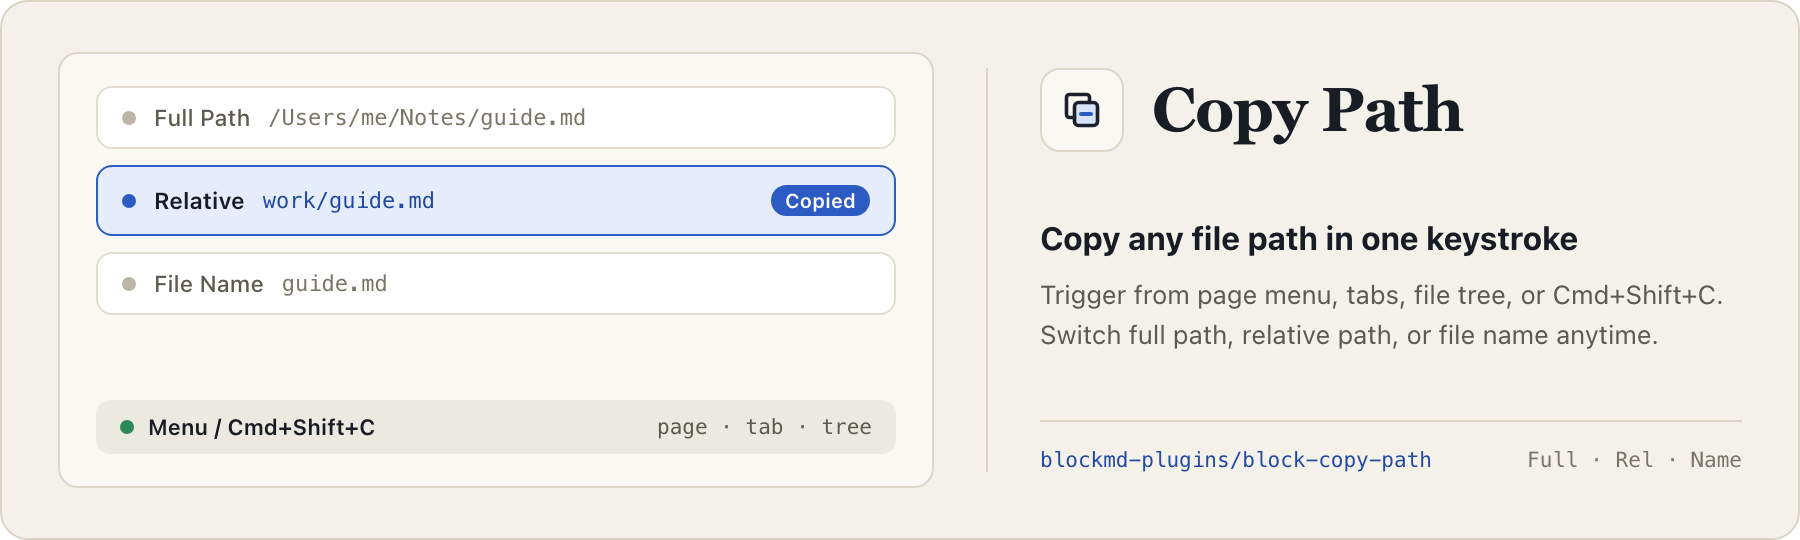 Full Path /Users/me/Notes/guide.md
Relative work/guide.md Copied
File Name guide.md
Menu / Cmd+Shift+C page · tab · tree
Copy Path
Copy any file path in one keystroke
Trigger from page menu, tabs, file tree, or Cmd+Shift+C.
Switch full path, relative path, or file name anytime.
blockmd-plugins/block-copy-path Full · Rel · Name